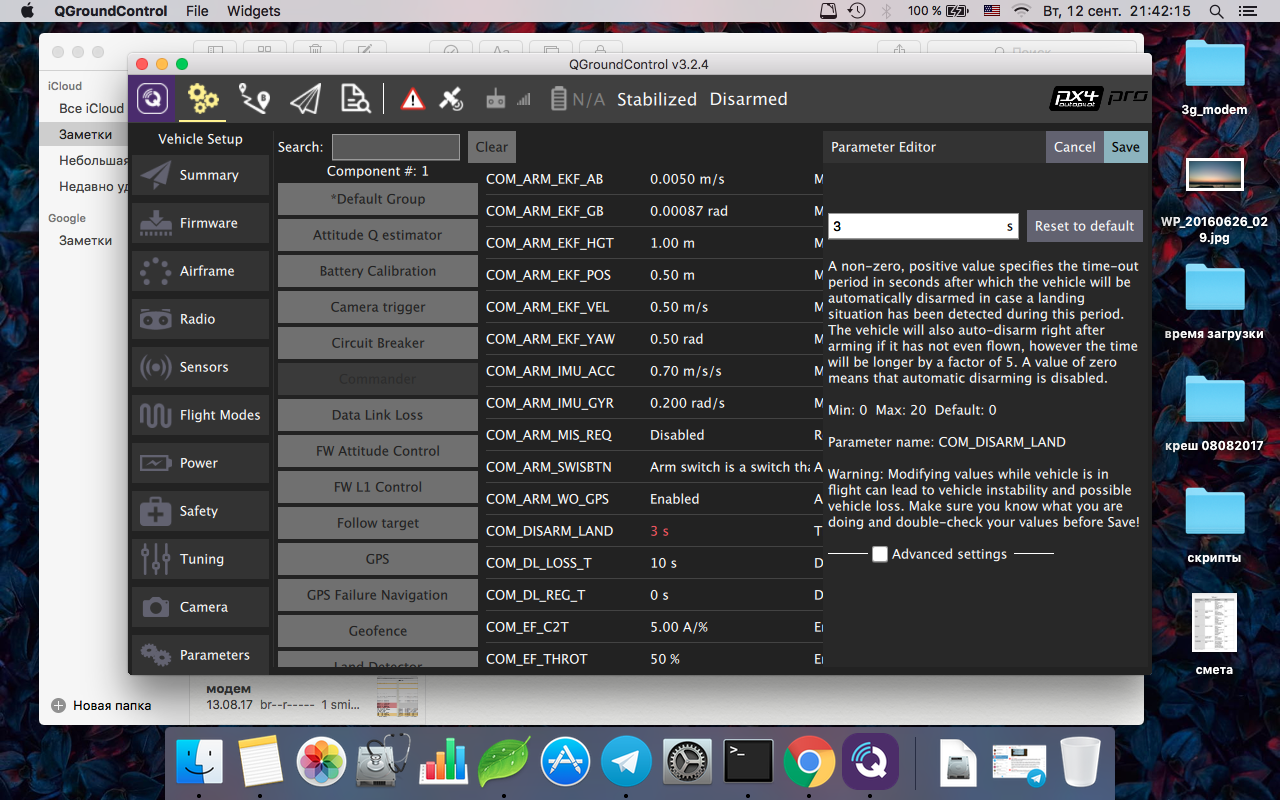 QGroundControl File Widgets 100 % Вт, 12 сент. 21:42:15
Поиск
QGroundControl v3.2.4
iCloud
Все iCloud
Заметки
Небольшая
Недавно уд
Google
Заметки
Новая папка
N/A Stabilized Disarmed
px4 autopilot pro
Vehicle Setup
Summary
Firmware
Airframe
Radio
Sensors
Flight Modes
Power
Safety
Tuning
Camera
Parameters
Search: Clear
Component #: 1
*Default Group
Attitude Q estimator
Battery Calibration
Camera trigger
Circuit Breaker
Commander
Data Link Loss
FW Attitude Control
FW L1 Control
Follow target
GPS
GPS Failure Navigation
Geofence
Land Detector
COM_ARM_EKF_AB 0.0050 m/s M
COM_ARM_EKF_GB 0.00087 rad M
COM_ARM_EKF_HGT 1.00 m M
COM_ARM_EKF_POS 0.50 m M
COM_ARM_EKF_VEL 0.50 m/s M
COM_ARM_EKF_YAW 0.50 rad M
COM_ARM_IMU_ACC 0.70 m/s/s M
COM_ARM_IMU_GYR 0.200 rad/s M
COM_ARM_MIS_REQ Disabled R
COM_ARM_SWISBTN Arm switch is a switch tha A
COM_ARM_WO_GPS Enabled A
COM_DISARM_LAND 3 s T
COM_DL_LOSS_T 10 s D
COM_DL_REG_T 0 s D
COM_EF_C2T 5.00 A/% E
COM_EF_THROT 50 % E
Parameter Editor Cancel Save
3 s Reset to default
A non-zero, positive value specifies the time-out
period in seconds after which the vehicle will be
automatically disarmed in case a landing
situation has been detected during this period.
The vehicle will also auto-disarm right after
arming if it has not even flown, however the time
will be longer by a factor of 5. A value of zero
means that automatic disarming is disabled.
Min: 0 Max: 20 Default: 0
Parameter name: COM_DISARM_LAND
Warning: Modifying values while vehicle is in
flight can lead to vehicle instability and possible
vehicle loss. Make sure you know what you are
doing and double-check your values before Save!
Advanced settings
модем
13.08.17 br--r----- 1 smi...
3g_modem
WP_20160626_02
9.jpg
время загрузки
креш 08082017
скрипты
смета